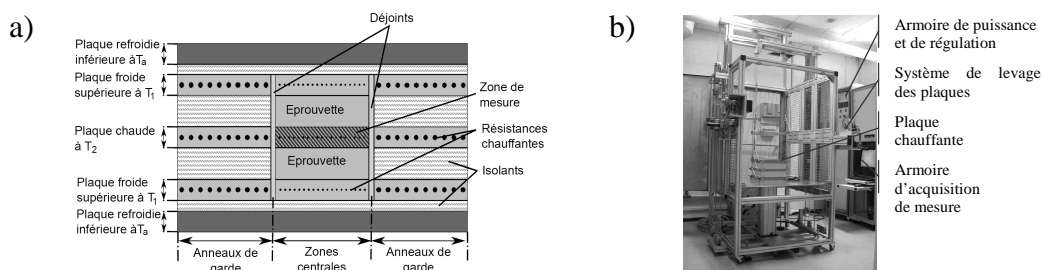 a)
Déjoints
Plaque refroidie
inférieure àTa
Plaque froide
supérieure à T1
Plaque chaude
à T2
Plaque froide
supérieure à T1
Plaque refroidie
inférieure àTa
Eprouvette
Eprouvette
Zone de
mesure
Résistances
chauffantes
Isolants
Anneaux de
garde
Zones
centrales
Anneaux de
garde
b)
Armoire de puissance
et de régulation
Système de levage
des plaques
Plaque
chauffante
Armoire
d'acquisition
de mesure